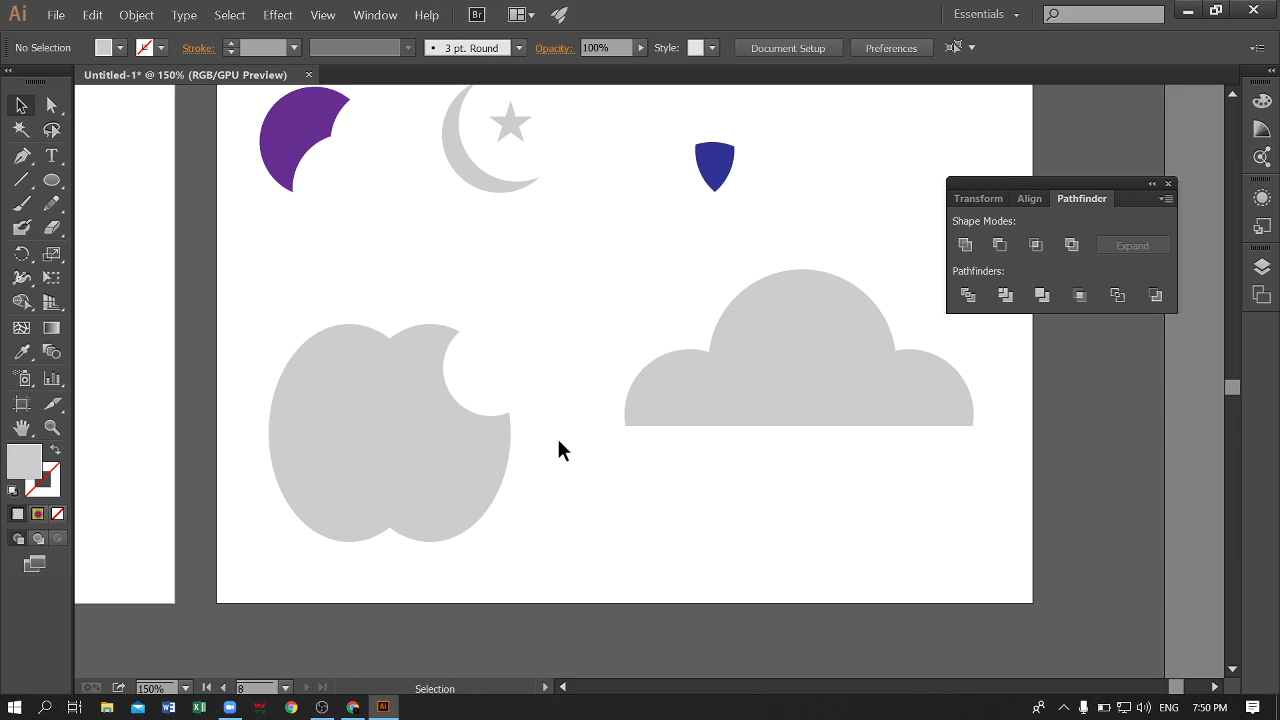 Ai File Edit Object Type Select Effect View Window Help Br Essentials
No Selection Stroke: 3 pt. Round Opacity: 100% Style: Document Setup Preferences
Untitled-1* @ 150% (RGB/GPU Preview)
Transform Align Pathfinder
Shape Modes:
Expand
Pathfinders:
150% 8 Selection
ENG 7:50 PM